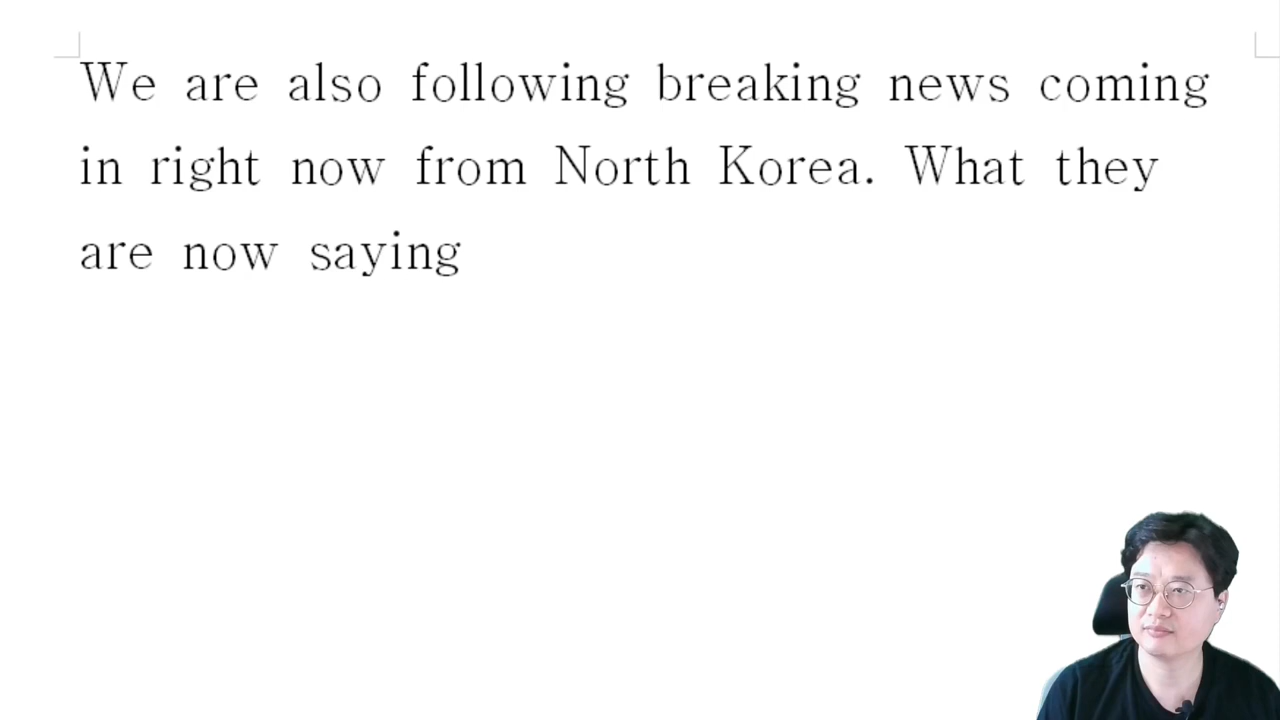 We are also following breaking news coming
in right now from North Korea. What they
are now saying